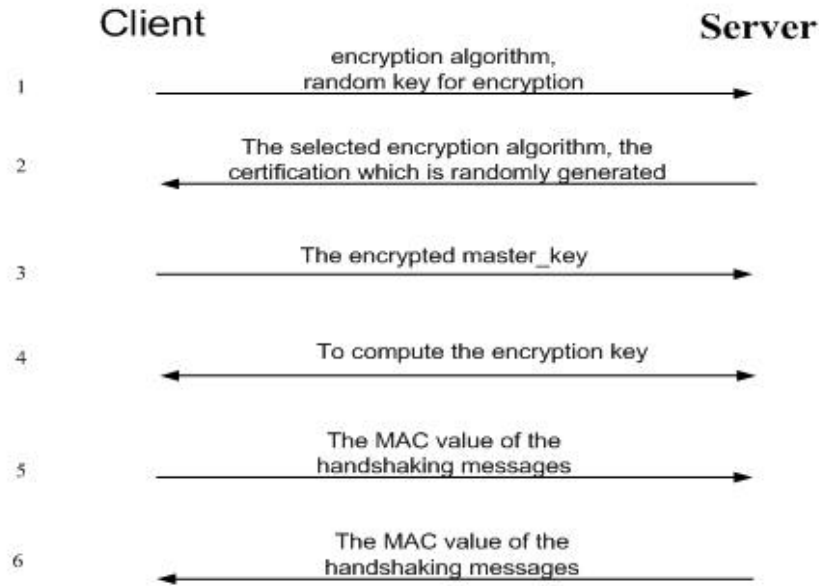 Client
Server
1
encryption algorithm,
random key for encryption
2
The selected encryption algorithm, the
certification which is randomly generated
3
The encrypted master_key
4
To compute the encryption key
5
The MAC value of the
handshaking messages
6
The MAC value of the
handshaking messages